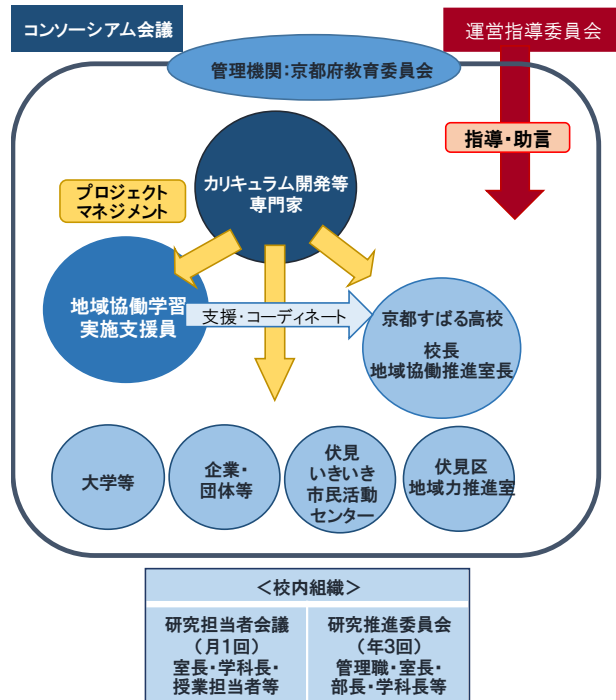 コンソーシアム会議
運営指導委員会
管理機関：京都府教育委員会
指導・助言
カリキュラム開発等
専門家
プロジェクト
マネジメント
地域協働学習
実施支援員
支援・コーディネート
京都すばる高校
校長
地域協働推進室長
大学等
企業・
団体等
伏見
いきいき
市民活動
センター
伏見区
地域力推進室
＜校内組織＞
研究担当者会議
（月1回）
室長・学科長・
授業担当者等
研究推進委員会
（年3回）
管理職・室長・
部長・学科長等